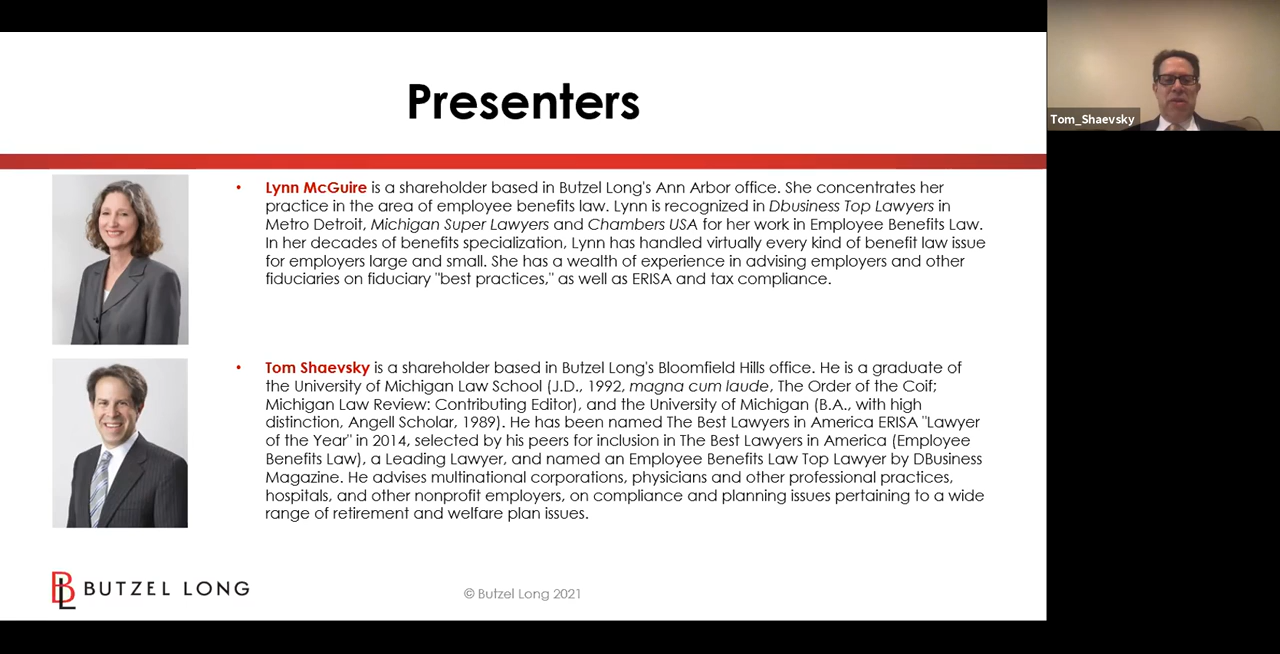 Presenters
Tom_Shaevsky
• Lynn McGuire is a shareholder based in Butzel Long's Ann Arbor office. She concentrates her
practice in the area of employee benefits law. Lynn is recognized in Dbusiness Top Lawyers in
Metro Detroit, Michigan Super Lawyers and Chambers USA for her work in Employee Benefits Law.
In her decades of benefits specialization, Lynn has handled virtually every kind of benefit law issue
for employers large and small. She has a wealth of experience in advising employers and other
fiduciaries on fiduciary "best practices," as well as ERISA and tax compliance.
• Tom Shaevsky is a shareholder based in Butzel Long's Bloomfield Hills office. He is a graduate of
the University of Michigan Law School (J.D., 1992, magna cum laude, The Order of the Coif;
Michigan Law Review: Contributing Editor), and the University of Michigan (B.A., with high
distinction, Angell Scholar, 1989). He has been named The Best Lawyers in America ERISA "Lawyer
of the Year" in 2014, selected by his peers for inclusion in The Best Lawyers in America (Employee
Benefits Law), a Leading Lawyer, and named an Employee Benefits Law Top Lawyer by DBusiness
Magazine. He advises multinational corporations, physicians and other professional practices,
hospitals, and other nonprofit employers, on compliance and planning issues pertaining to a wide
range of retirement and welfare plan issues.
BL BUTZEL LONG
© Butzel Long 2021